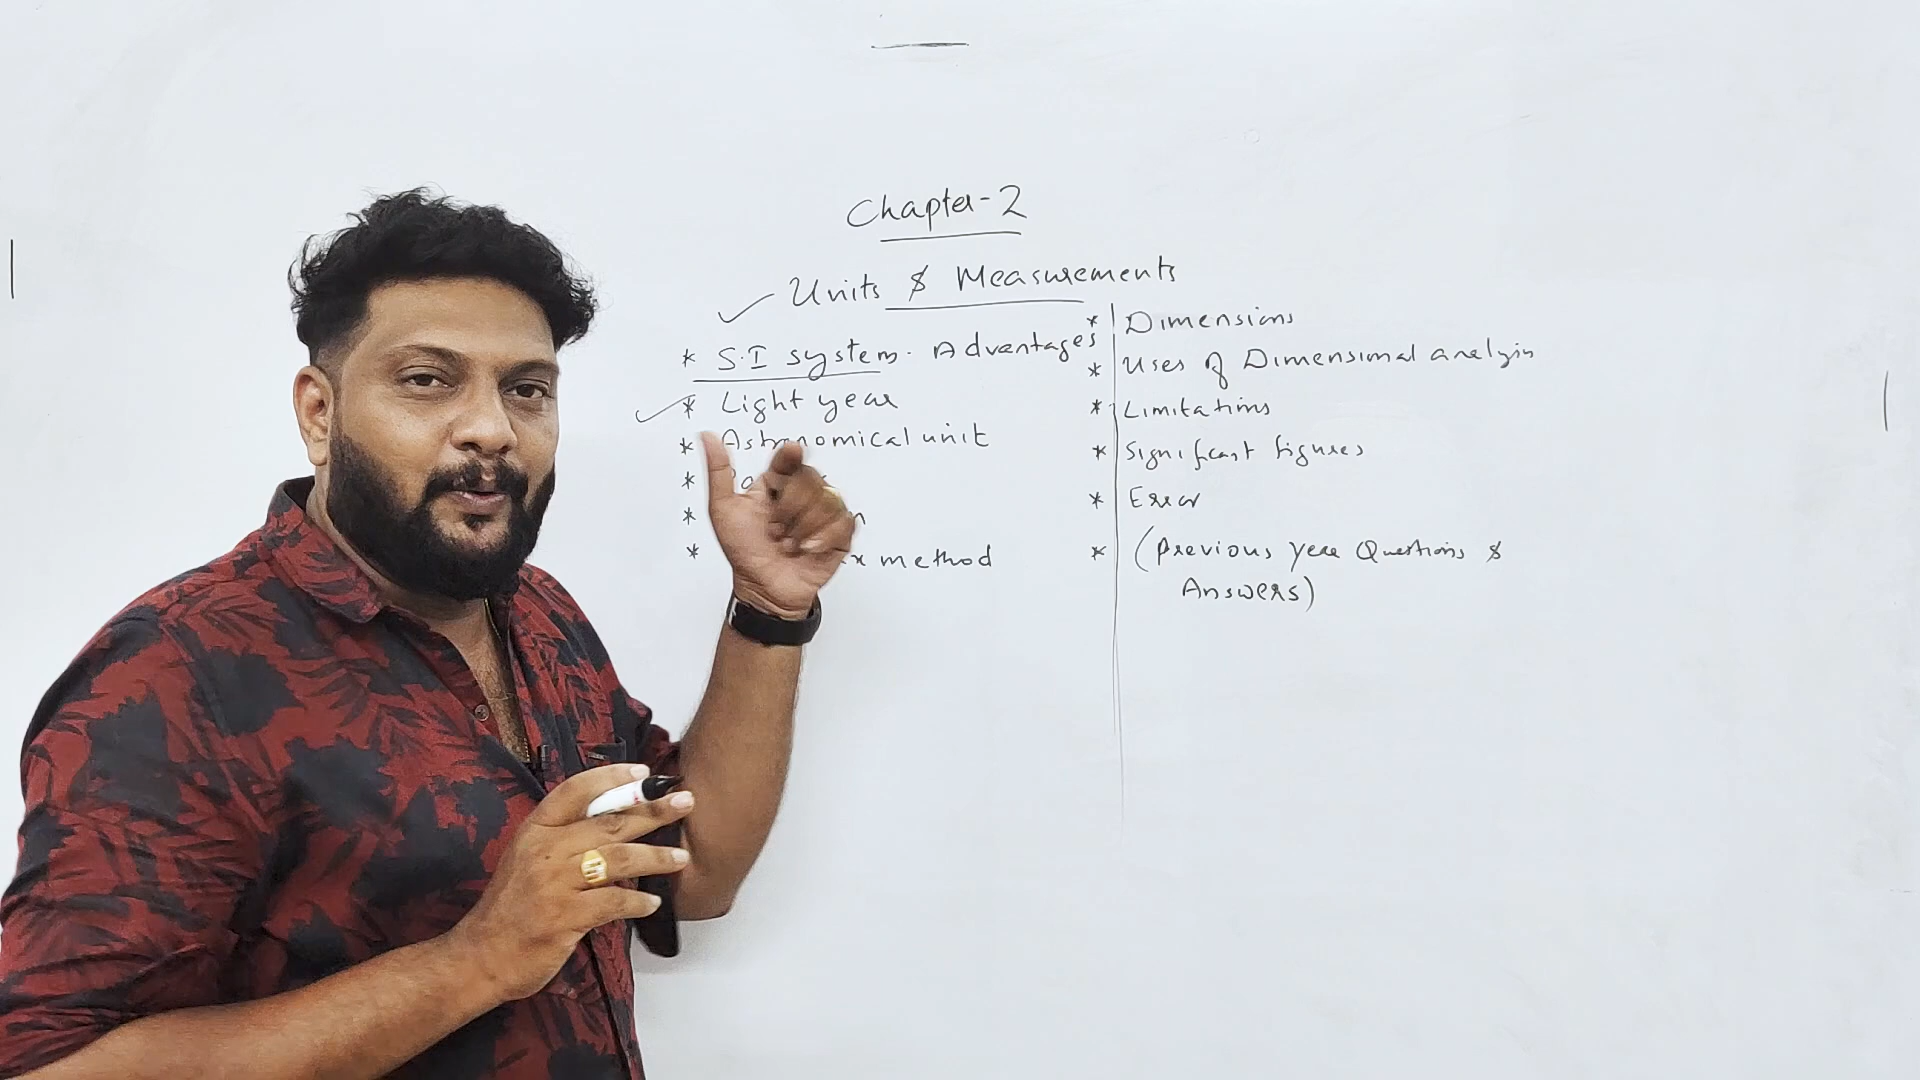 Chapter-2
Units & Measurements
* S.I system. Advantages
* Light year
* Astronomical unit
*
*
* method
* Dimensions
* Uses of Dimensional analysis
* Limitations
* Significant figures
* Error
* (Previous year Questions &
Answers)